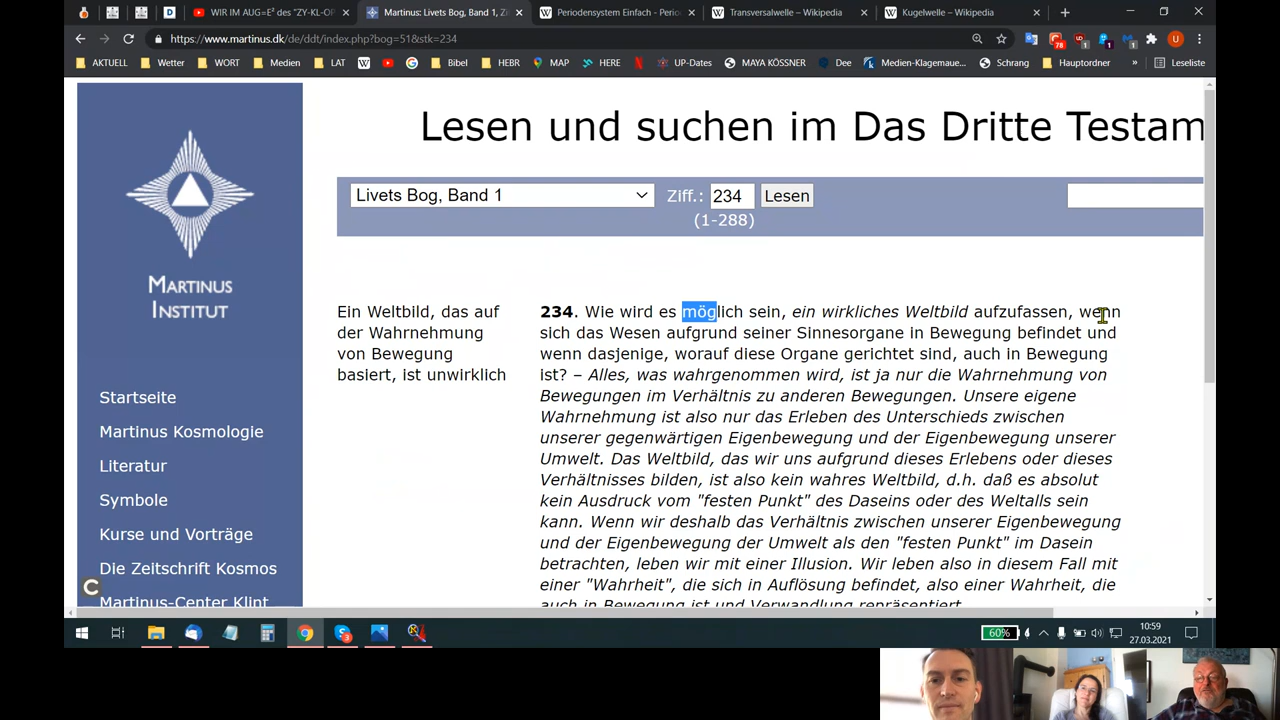 WIR IM AUG=E² des "ZY-KL-OP
Martinus: Livets Bog, Band 1, Zi
Periodensystem Einfach - Period
Transversalwelle – Wikipedia
Kugelwelle – Wikipedia
https://www.martinus.dk/de/ddt/index.php?bog=51&stk=234
AKTUELL
Wetter
WORT
Medien
LAT
Bibel
HEBR
MAP
HERE
UP-Dates
MAYA KÖSSNER
Dee
Medien-Klagemaue...
Schrang
Hauptordner
»
Leseliste
Lesen und suchen im Das Dritte Testam
Livets Bog, Band 1
Ziff.: 234 Lesen
(1-288)
MARTINUS
INSTITUT
Startseite
Martinus Kosmologie
Literatur
Symbole
Kurse und Vorträge
Die Zeitschrift Kosmos
Martinus-Center Klint
Ein Weltbild, das auf
der Wahrnehmung
von Bewegung
basiert, ist unwirklich
234. Wie wird es möglich sein, ein wirkliches Weltbild aufzufassen, wenn
sich das Wesen aufgrund seiner Sinnesorgane in Bewegung befindet und
wenn dasjenige, worauf diese Organe gerichtet sind, auch in Bewegung
ist? – Alles, was wahrgenommen wird, ist ja nur die Wahrnehmung von
Bewegungen im Verhältnis zu anderen Bewegungen. Unsere eigene
Wahrnehmung ist also nur das Erleben des Unterschieds zwischen
unserer gegenwärtigen Eigenbewegung und der Eigenbewegung unserer
Umwelt. Das Weltbild, das wir uns aufgrund dieses Erlebens oder dieses
Verhältnisses bilden, ist also kein wahres Weltbild, d.h. daß es absolut
kein Ausdruck vom "festen Punkt" des Daseins oder des Weltalls sein
kann. Wenn wir deshalb das Verhältnis zwischen unserer Eigenbewegung
und der Eigenbewegung der Umwelt als den "festen Punkt" im Dasein
betrachten, leben wir mit einer Illusion. Wir leben also in diesem Fall mit
einer "Wahrheit", die sich in Auflösung befindet, also einer Wahrheit, die
auch in Bewegung ist und Verwandlung repräsentiert.
60%
10:59
27.03.2021